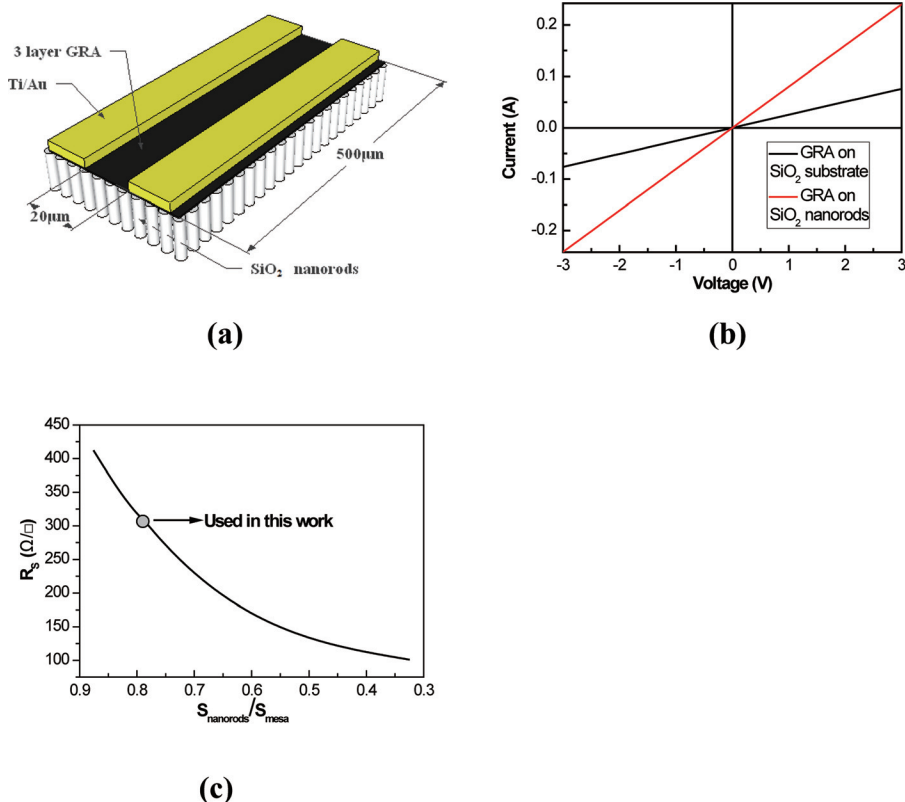 3 layer GRA
Ti/Au
500μm
20μm
SiO₂ nanorods
(a)
0.2
0.1
0.0
-0.1
-0.2
Current (A)
GRA on
SiO₂ substrate
GRA on
SiO₂ nanorods
-3 -2 -1 0 1 2 3
Voltage (V)
(b)
450
400
350
300
250
200
150
100
Rₛ (Ω/□)
Used in this work
0.9 0.8 0.7 0.6 0.5 0.4 0.3
Sₙₐₙₒᵣₒdₛ/Sₘₑₛₐ
(c)